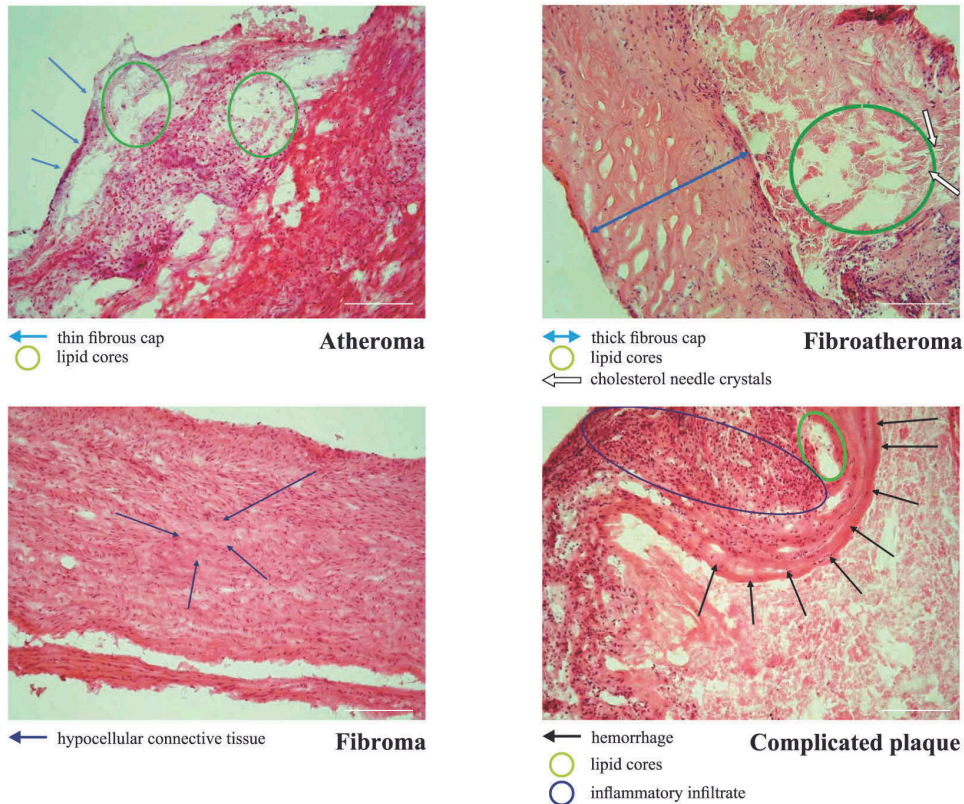 thin fibrous cap
Atheroma
lipid cores
thick fibrous cap
Fibroatheroma
lipid cores
cholesterol needle crystals
hypocellular connective tissue
Fibroma
hemorrhage
Complicated plaque
lipid cores
inflammatory infiltrate